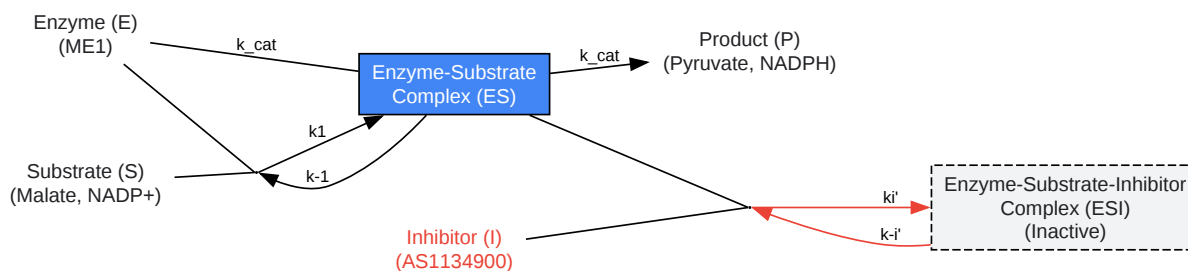 Enzyme (E)
(ME1)
k_cat
Enzyme-Substrate
Complex (ES)
k_cat
Product (P)
(Pyruvate, NADPH)
k1
k-1
Substrate (S)
(Malate, NADP+)
Inhibitor (I)
(AS1134900)
ki'
k-i'
Enzyme-Substrate-Inhibitor
Complex (ESI)
(Inactive)